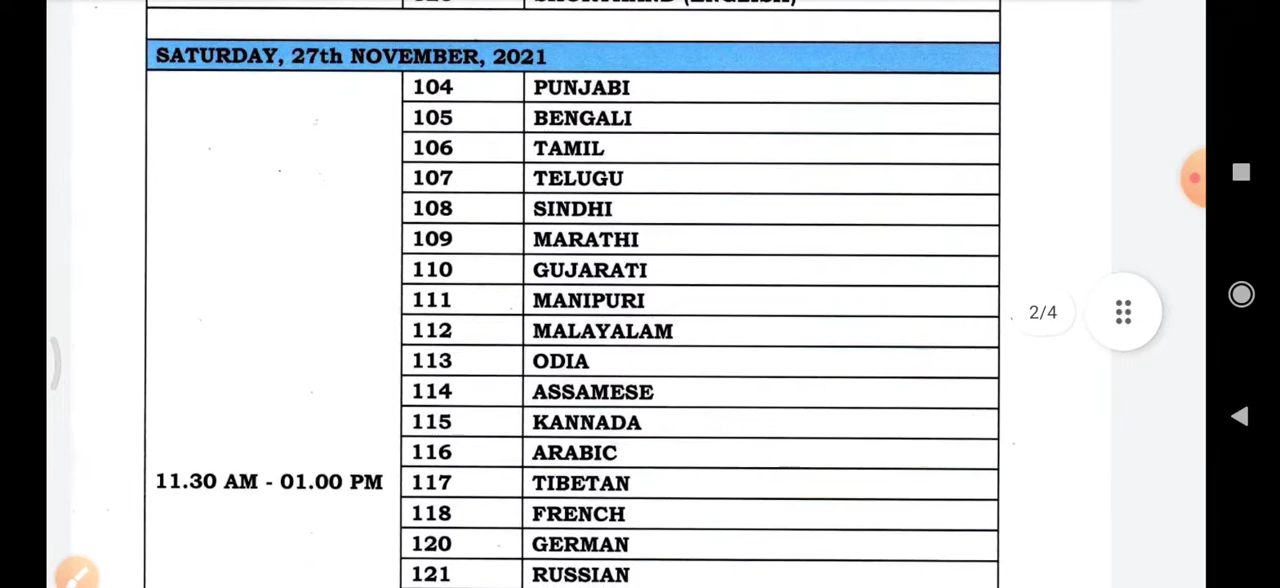 SATURDAY, 27th NOVEMBER, 2021
104 PUNJABI
105 BENGALI
106 TAMIL
107 TELUGU
108 SINDHI
109 MARATHI
110 GUJARATI
111 MANIPURI
2/4
112 MALAYALAM
113 ODIA
114 ASSAMESE
115 KANNADA
116 ARABIC
11.30 AM - 01.00 PM 117 TIBETAN
118 FRENCH
120 GERMAN
121 RUSSIAN